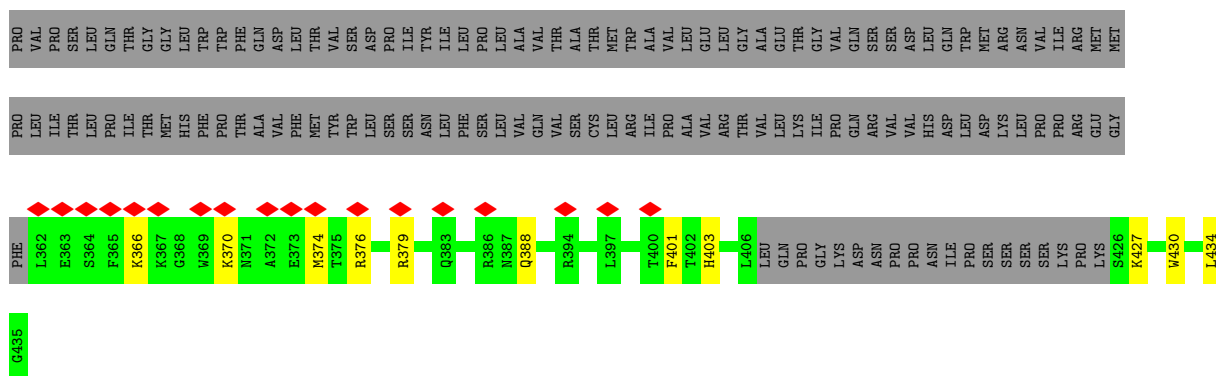 PRO VAL PRO SER LEU GLN THR GLY GLY LEU TRP TRP PHE GLN ASP LEU THR VAL SER ASP PRO ILE TYR ILE LEU PRO LEU ALA VAL THR ALA THR MET TRP ALA VAL LEU GLU LEU GLY ALA GLU THR GLY VAL GLN SER SER ASP LEU GLN TRP MET ARG ASN VAL ILE ARG MET MET
PRO LEU ILE THR LEU PRO ILE THR MET HIS PHE PRO THR ALA VAL PHE MET TYR TRP LEU SER SER ASN LEU PHE SER LEU VAL GLN VAL SER CYS LEU ARG ILE PRO ALA VAL ARG THR VAL LEU LYS ILE PRO GLN ARG VAL VAL HIS ASP LEU ASP LYS LEU PRO PRO ARG GLU GLY
PHE L362 E363 S364 F365 K366 K367 G368 W369 K370 N371 A372 E373 M374 T375 R376 R379 Q383 R386 N387 Q388 R394 L397 T400 F401 T402 H403 L406 LEU GLN PRO GLY LYS ASP ASN PRO PRO ASN ILE PRO SER SER SER SER LYS PRO LYS S426 K427 W430 L434
G435